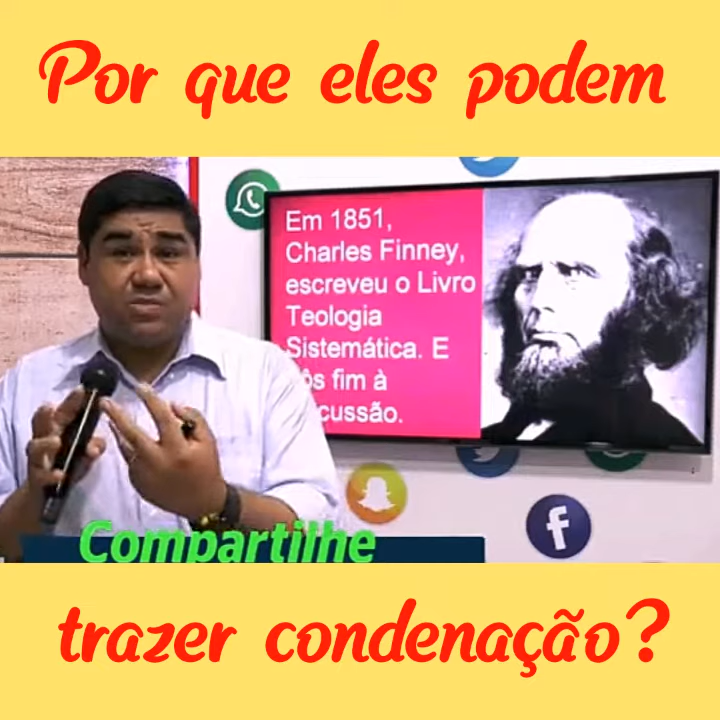 Por que eles podem
Em 1851,
Charles Finney,
escreveu o Livro
Teologia
Sistemática. E
fim à
Compartilhe
trazer condenação?